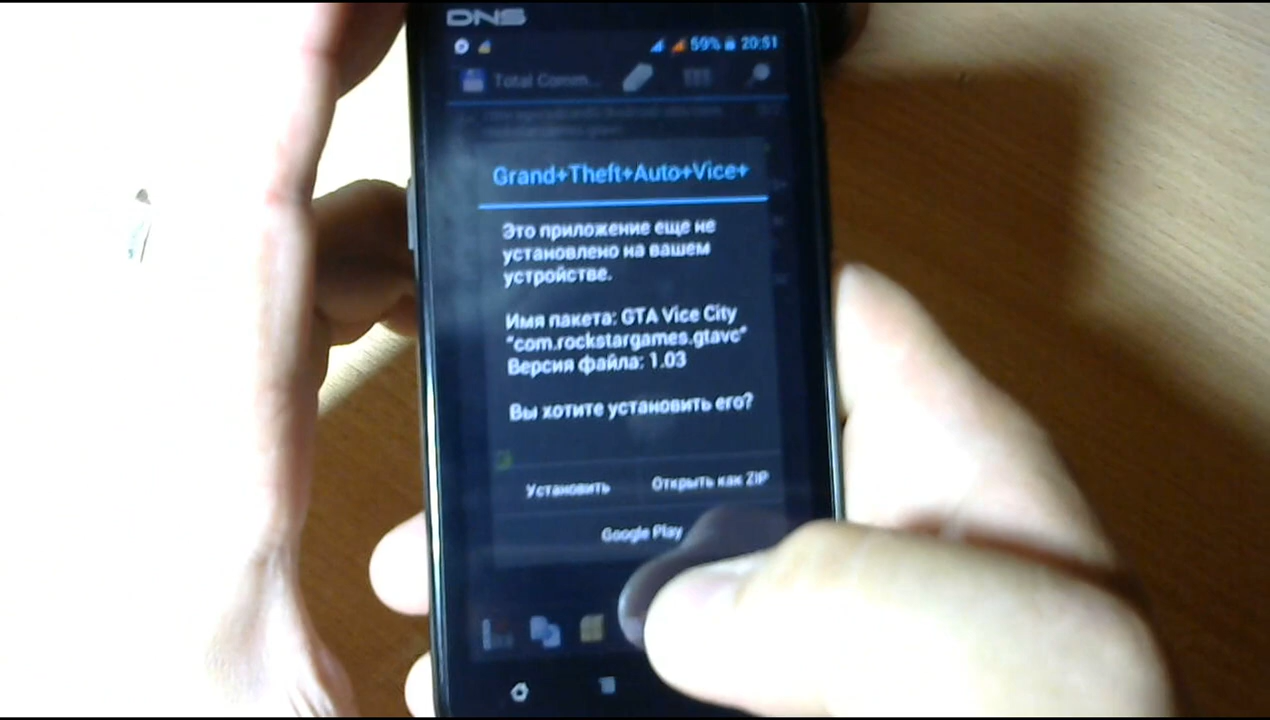 DNS
59% 20:51
Total Comm...
Grand+Theft+Auto+Vice+
Это приложение еще не
установлено на вашем
устройстве.
Имя пакета: GTA Vice City
"com.rockstargames.gtavc"
Версия файла: 1.03
Вы хотите установить его?
Установить
Открыть как ZIP
Google Play